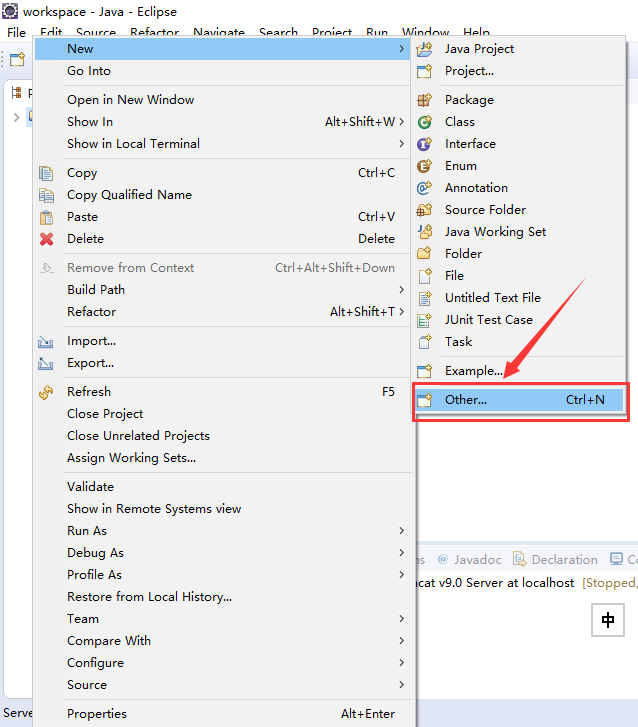 workspace - Java - Eclipse
File Edit Source Refactor Navigate Search Project Run Window Help
New
Go Into
Open in New Window
Show In Alt+Shift+W
Show in Local Terminal
Copy Ctrl+C
Copy Qualified Name
Paste Ctrl+V
Delete Delete
Remove from Context Ctrl+Alt+Shift+Down
Build Path
Refactor Alt+Shift+T
Import...
Export...
Refresh F5
Close Project
Close Unrelated Projects
Assign Working Sets...
Validate
Show in Remote Systems view
Run As
Debug As
Profile As
Restore from Local History...
Team
Compare With
Configure
Source
Properties Alt+Enter
Java Project
Project...
Package
Class
Interface
Enum
Annotation
Source Folder
Java Working Set
Folder
File
Untitled Text File
JUnit Test Case
Task
Example...
Other... Ctrl+N
@ Javadoc Declaration
cat v9.0 Server at localhost [Stopped,
中
Serve